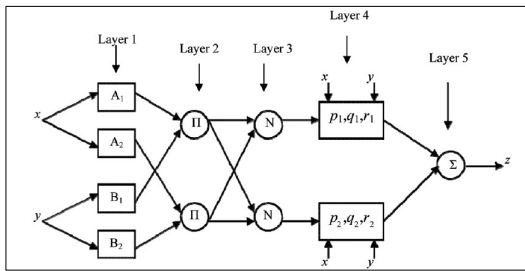 Layer 1
Layer 2
Layer 3
Layer 4
Layer 5
x
y
A1
A2
B1
B2
Π
Π
N
N
x
y
p1,q1,r1
p2,q2,r2
x
y
Σ
z